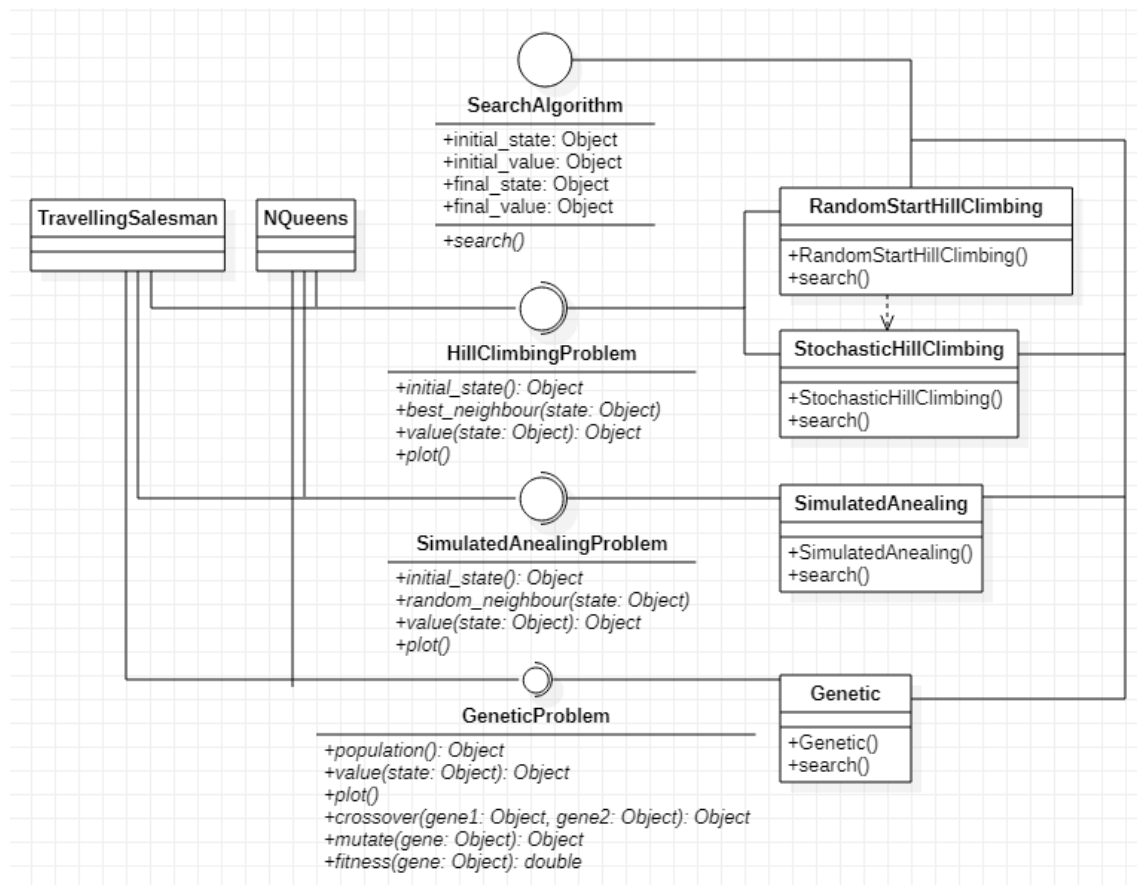 SearchAlgorithm
+initial_state: Object
+initial_value: Object
+final_state: Object
+final_value: Object
+search()
TravellingSalesman
NQueens
RandomStartHillClimbing
+RandomStartHillClimbing()
+search()
HillClimbingProblem
+initial_state(): Object
+best_neighbour(state: Object)
+value(state: Object): Object
+plot()
StochasticHillClimbing
+StochasticHillClimbing()
+search()
SimulatedAnealingProblem
+initial_state(): Object
+random_neighbour(state: Object)
+value(state: Object): Object
+plot()
SimulatedAnealing
+SimulatedAnealing()
+search()
GeneticProblem
+population(): Object
+value(state: Object): Object
+plot()
+crossover(gene1: Object, gene2: Object): Object
+mutate(gene: Object): Object
+fitness(gene: Object): double
Genetic
+Genetic()
+search()